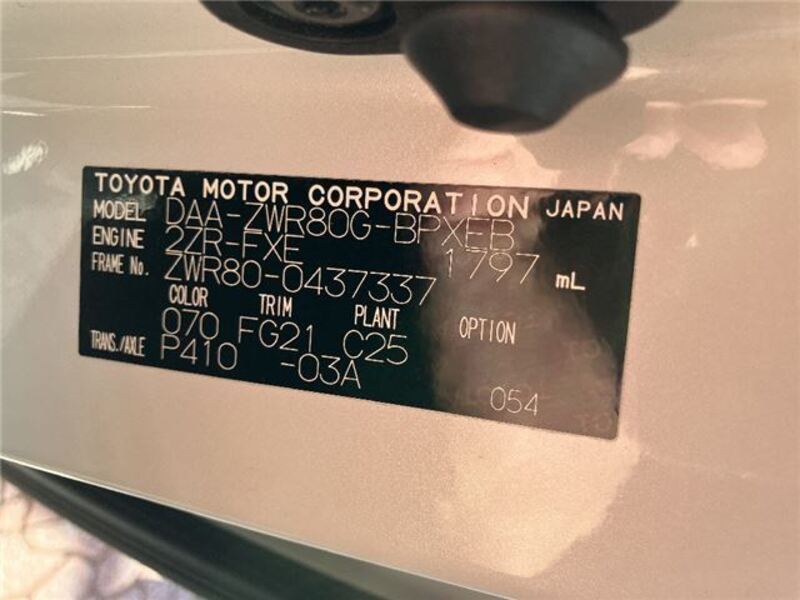 TOYOTA MOTOR CORPORATION JAPAN
MODEL DAA-ZWR80G-BPXEB
ENGINE 2ZR-FXE 1797 mL
FRAME No. ZWR80-0437337
COLOR TRIM PLANT OPTION
070 FG21 C25
TRANS./AXLE P410 -03A
054